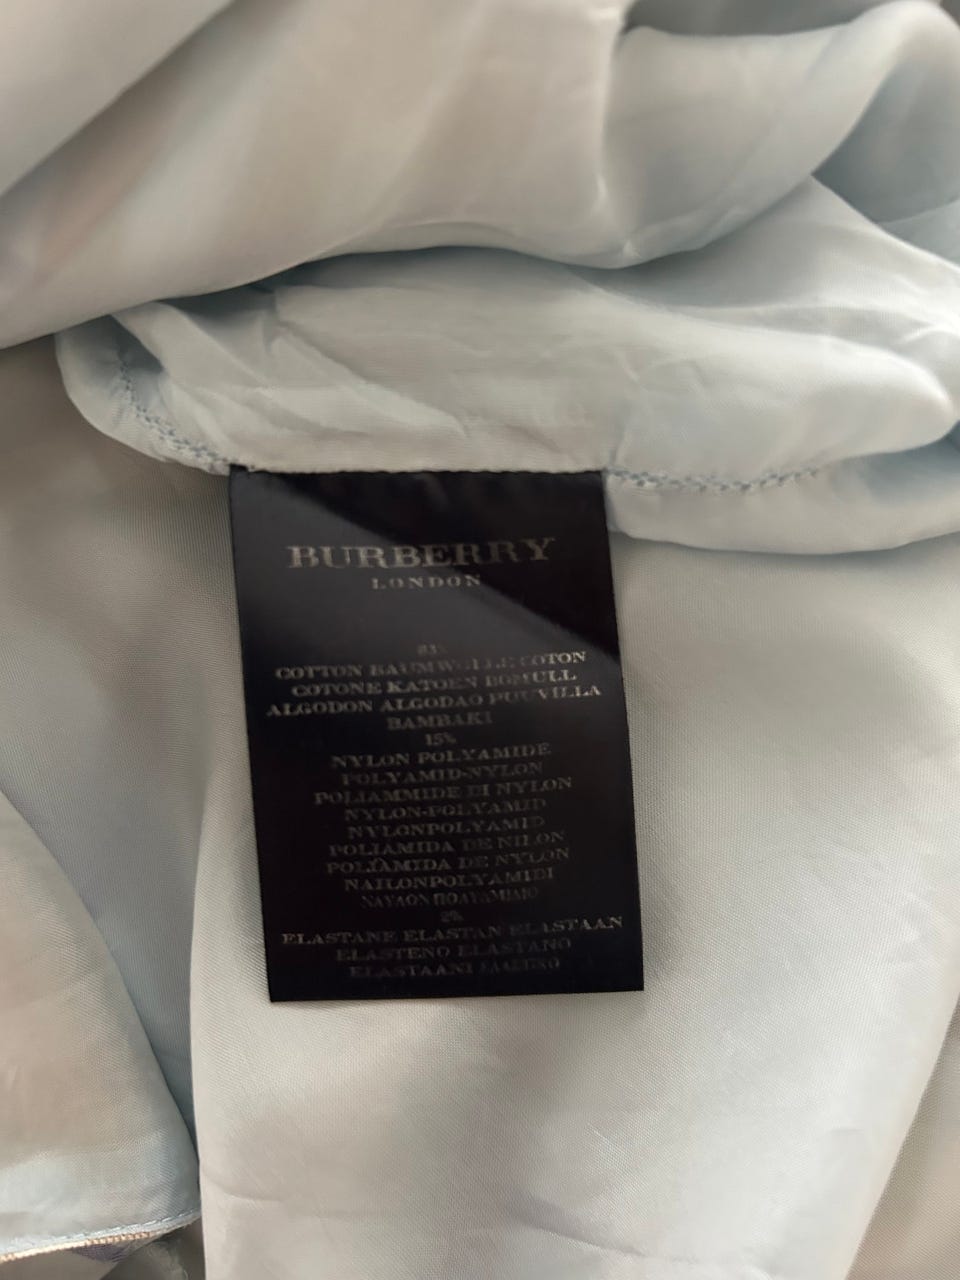 BURBERRY
LONDON
83%
COTTON BAUMWOLLE COTON
COTONE KATOEN BOMULL
ALGODON ALGODAO PUUVILLA
BAMBAKI
15%
NYLON POLYAMIDE
POLYAMID-NYLON
POLIAMMIDE DI NYLON
NYLON-POLYAMID
NYLONPOLYAMID
POLIAMIDA DE NILON
POLIAMIDA DE NYLON
NAILONPOLYAMIDI
2%
ELASTANE ELASTAN ELASTAAN
ELASTENO ELASTANO
ELASTAANI